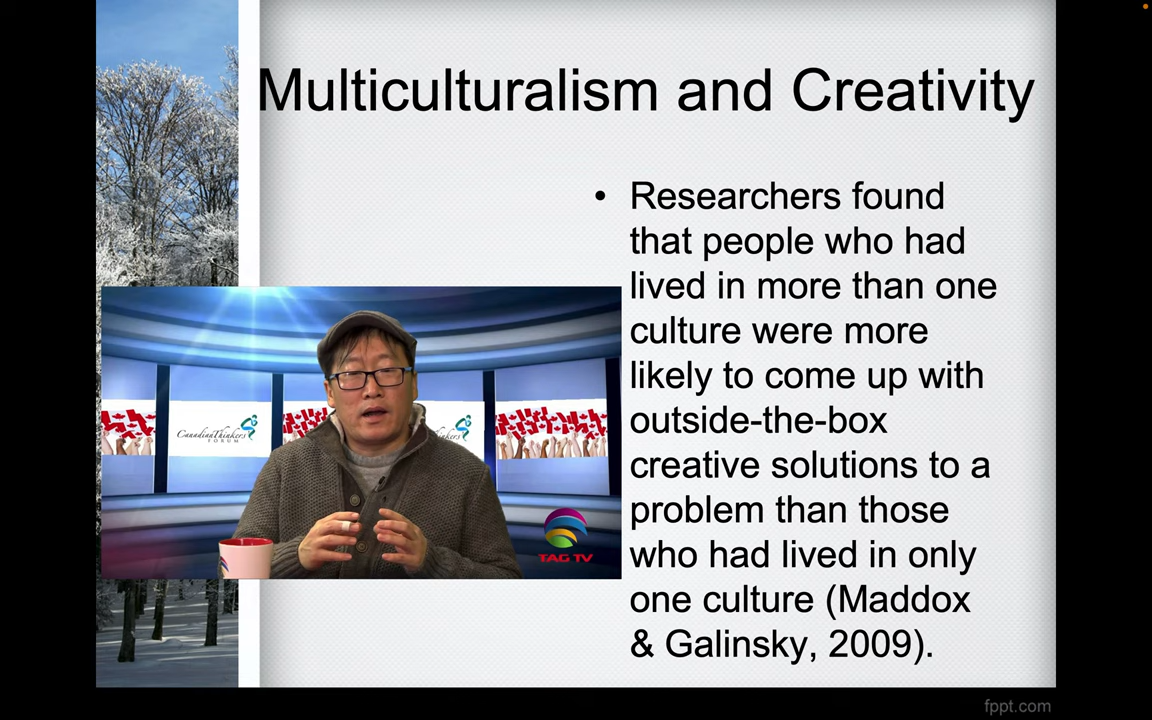 Multiculturalism and Creativity
• Researchers found
that people who had
lived in more than one
culture were more
likely to come up with
outside-the-box
creative solutions to a
problem than those
who had lived in only
one culture (Maddox
& Galinsky, 2009).
CanadianThinkers
FORUM
TAG TV
fppt.com